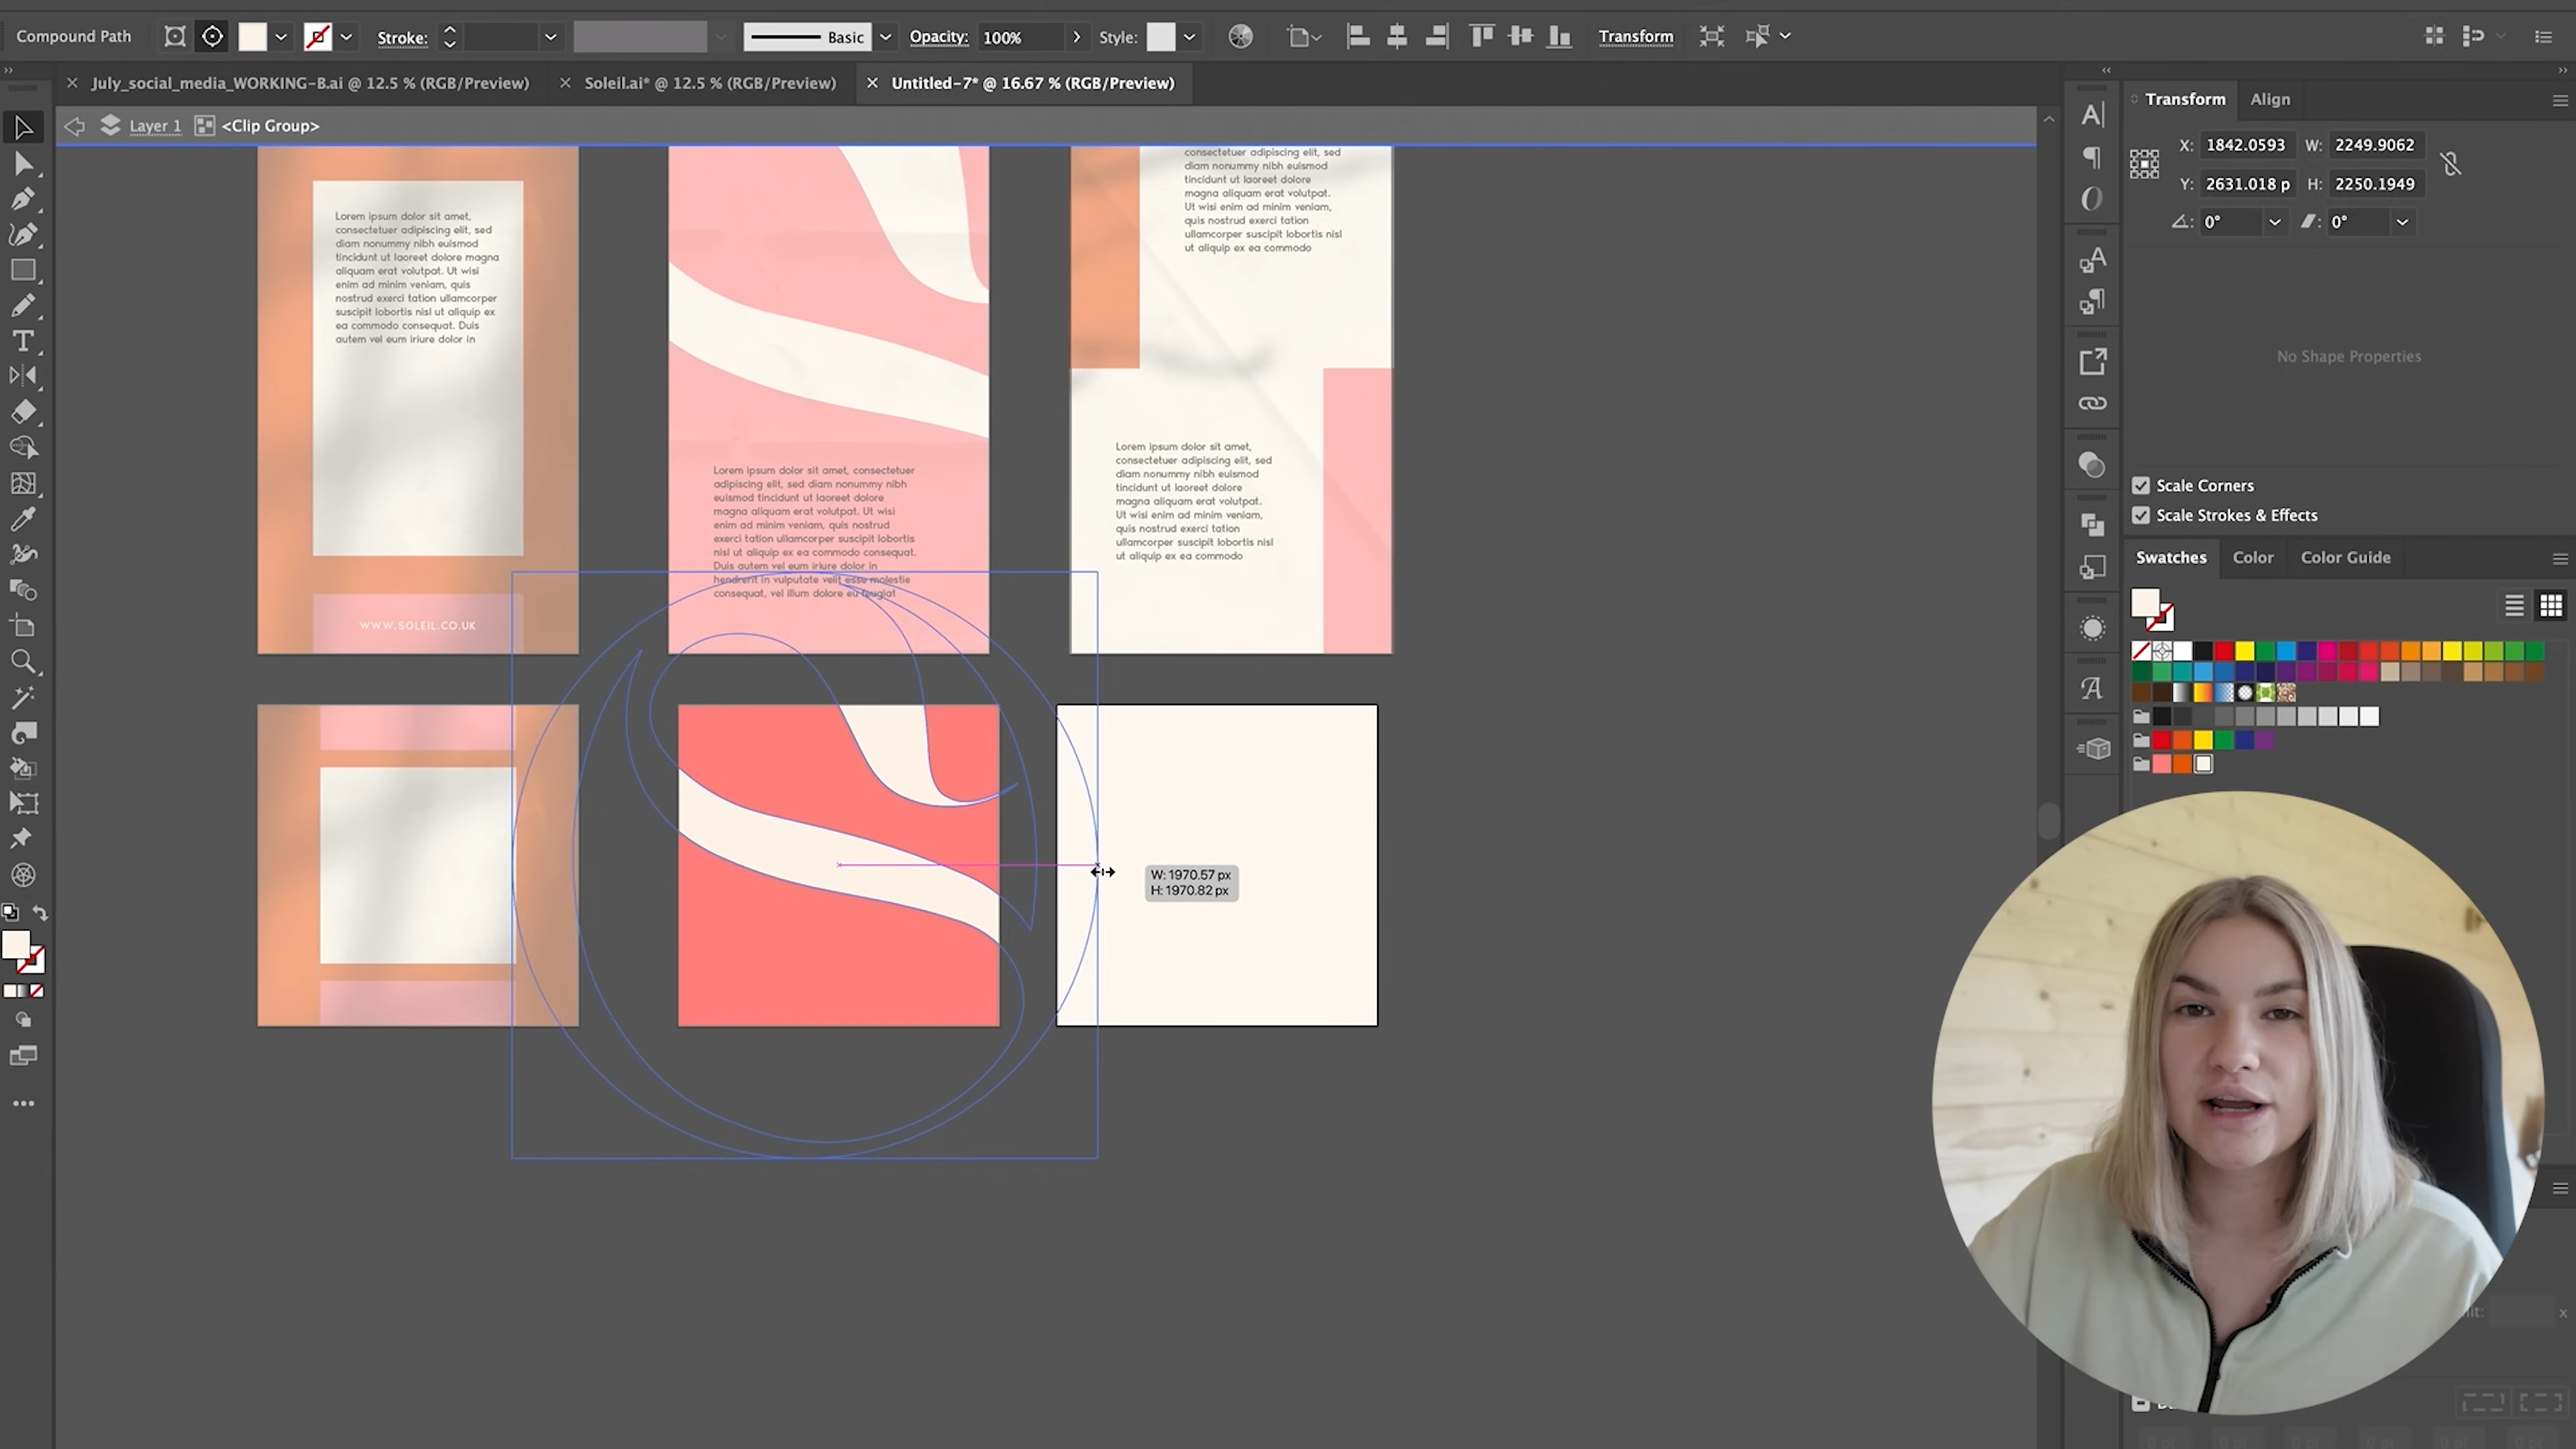 Compound Path
Stroke:
Basic
Opacity:
100%
Style:
Transform
July_social_media_WORKING-B.ai @ 12.5 % (RGB/Preview)
Soleil.ai* @ 12.5 % (RGB/Preview)
Untitled-7* @ 16.67 % (RGB/Preview)
Layer 1
<Clip Group>
Lorem ipsum dolor sit amet,
consectetuer adipiscing elit, sed
diam nonummy nibh euismod
tincidunt ut laoreet dolore magna
aliquam erat volutpat. Ut wisi
enim ad minim veniam, quis
nostrud exerci tation ullamcorper
suscipit lobortis nisl ut aliquip ex
ea commodo consequat. Duis
autem vel eum iriure dolor in
WWW.SOLEIL.CO.UK
Lorem ipsum dolor sit amet, consectetuer
adipiscing elit, sed diam nonummy nibh
euismod tincidunt ut laoreet dolore
magna aliquam erat volutpat. Ut wisi
enim ad minim veniam, quis nostrud
exerci tation ullamcorper suscipit lobortis
nisl ut aliquip ex ea commodo consequat.
Duis autem vel eum iriure dolor in
hendrerit in vulputate velit esse molestie
consequat, vel illum dolore eu feugiat
consectetuer adipiscing elit, sed
diam nonummy nibh euismod
tincidunt ut laoreet dolore
magna aliquam erat volutpat.
Ut wisi enim ad minim veniam,
quis nostrud exerci tation
ullamcorper suscipit lobortis nisl
ut aliquip ex ea commodo
Lorem ipsum dolor sit amet,
consectetuer adipiscing elit, sed
diam nonummy nibh euismod
tincidunt ut laoreet dolore
magna aliquam erat volutpat.
Ut wisi enim ad minim veniam,
quis nostrud exerci tation
ullamcorper suscipit lobortis nisl
ut aliquip ex ea commodo
W: 1970.57 px
H: 1970.82 px
Transform
Align
X: 1842.0593
W: 2249.9062
Y: 2631.018 p
H: 2250.1949
0°
0°
No Shape Properties
Scale Corners
Scale Strokes & Effects
Swatches
Color
Color Guide